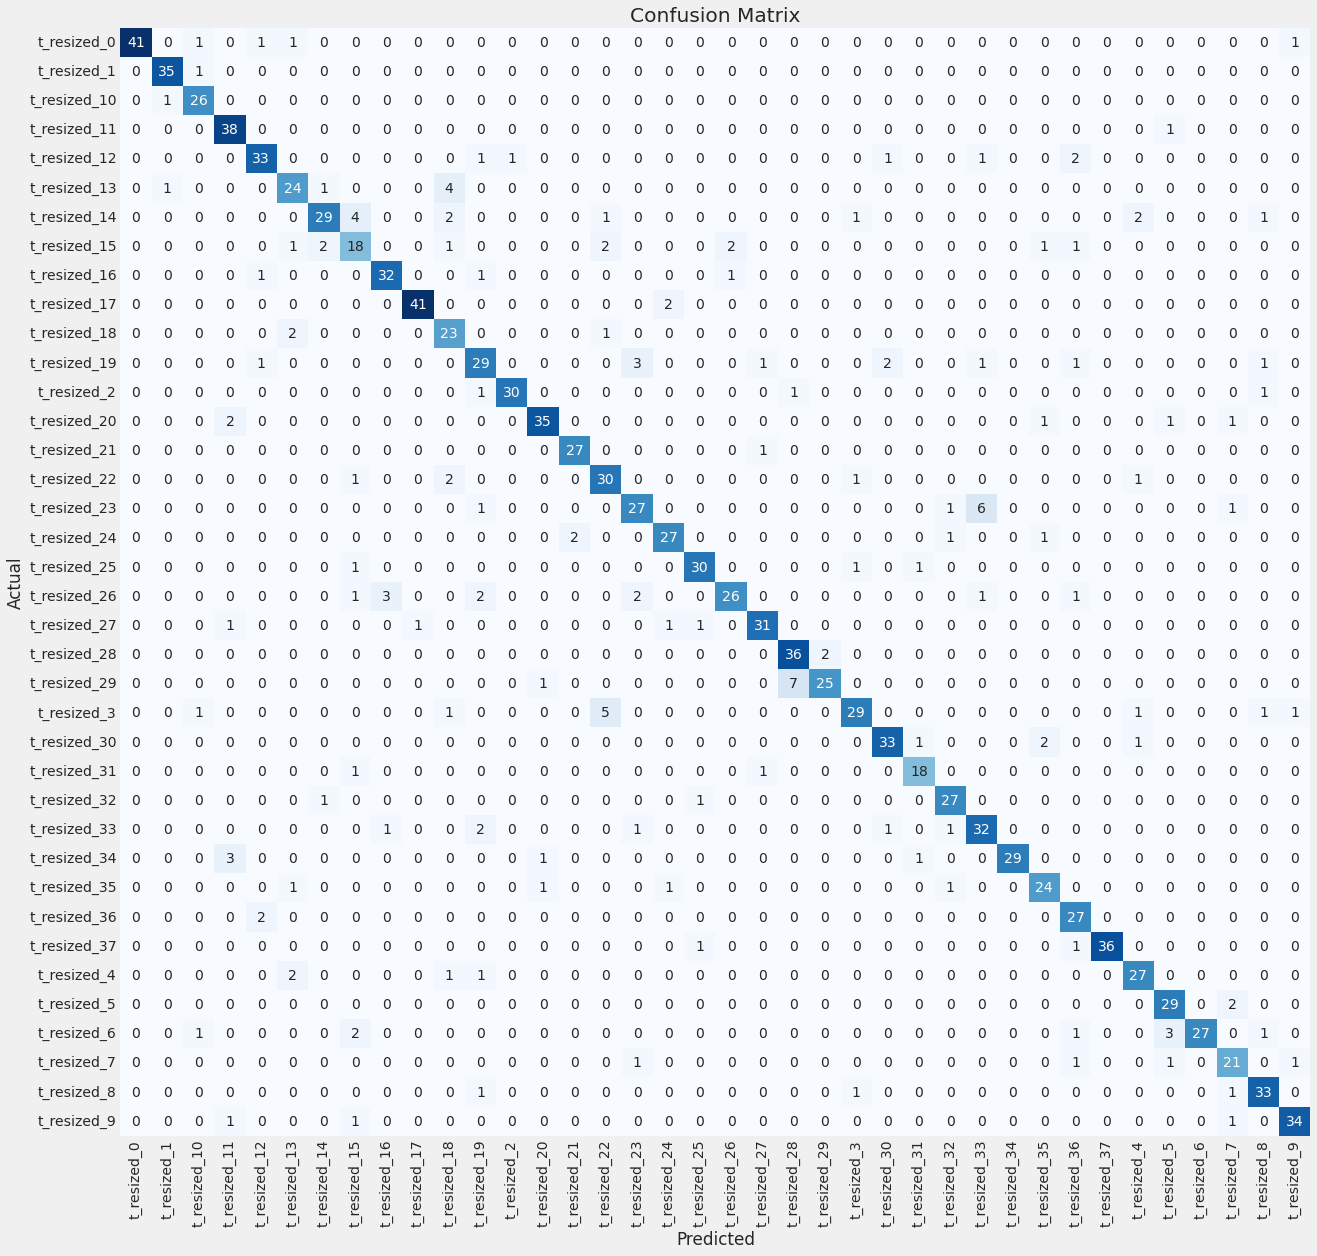 Confusion Matrix
t_resized_0 41 0 1 0 1 1 0 0 0 0 0 0 0 0 0 0 0 0 0 0 0 0 0 0 0 0 0 0 0 0 0 0 0 0 0 0 0 1
t_resized_1 0 35 1 0 0 0 0 0 0 0 0 0 0 0 0 0 0 0 0 0 0 0 0 0 0 0 0 0 0 0 0 0 0 0 0 0 0 0
t_resized_10 0 1 26 0 0 0 0 0 0 0 0 0 0 0 0 0 0 0 0 0 0 0 0 0 0 0 0 0 0 0 0 0 0 0 0 0 0 0
t_resized_11 0 0 0 38 0 0 0 0 0 0 0 0 0 0 0 0 0 0 0 0 0 0 0 0 0 0 0 0 0 0 0 0 0 1 0 0 0 0
t_resized_12 0 0 0 0 33 0 0 0 0 0 0 1 1 0 0 0 0 0 0 0 0 0 0 0 1 0 0 1 0 0 2 0 0 0 0 0 0 0
t_resized_13 0 1 0 0 0 24 1 0 0 0 4 0 0 0 0 0 0 0 0 0 0 0 0 0 0 0 0 0 0 0 0 0 0 0 0 0 0 0
t_resized_14 0 0 0 0 0 0 29 4 0 0 2 0 0 0 0 1 0 0 0 0 0 0 0 1 0 0 0 0 0 0 0 0 2 0 0 0 1 0
t_resized_15 0 0 0 0 0 1 2 18 0 0 1 0 0 0 0 2 0 0 0 2 0 0 0 0 0 0 0 0 0 1 1 0 0 0 0 0 0 0
t_resized_16 0 0 0 0 1 0 0 0 32 0 0 1 0 0 0 0 0 0 0 1 0 0 0 0 0 0 0 0 0 0 0 0 0 0 0 0 0 0
t_resized_17 0 0 0 0 0 0 0 0 0 41 0 0 0 0 0 0 0 2 0 0 0 0 0 0 0 0 0 0 0 0 0 0 0 0 0 0 0 0
t_resized_18 0 0 0 0 0 2 0 0 0 0 23 0 0 0 0 1 0 0 0 0 0 0 0 0 0 0 0 0 0 0 0 0 0 0 0 0 0 0
t_resized_19 0 0 0 0 1 0 0 0 0 0 0 29 0 0 0 0 3 0 0 0 1 0 0 0 2 0 0 1 0 0 1 0 0 0 0 0 1 0
t_resized_2 0 0 0 0 0 0 0 0 0 0 0 1 30 0 0 0 0 0 0 0 0 1 0 0 0 0 0 0 0 0 0 0 0 0 0 0 1 0
t_resized_20 0 0 0 2 0 0 0 0 0 0 0 0 0 35 0 0 0 0 0 0 0 0 0 0 0 0 0 0 0 1 0 0 0 1 0 1 0 0
t_resized_21 0 0 0 0 0 0 0 0 0 0 0 0 0 0 27 0 0 0 0 0 1 0 0 0 0 0 0 0 0 0 0 0 0 0 0 0 0 0
t_resized_22 0 0 0 0 0 0 0 1 0 0 2 0 0 0 0 30 0 0 0 0 0 0 0 1 0 0 0 0 0 0 0 0 1 0 0 0 0 0
t_resized_23 0 0 0 0 0 0 0 0 0 0 0 1 0 0 0 0 27 0 0 0 0 0 0 0 0 0 1 6 0 0 0 0 0 0 0 1 0 0
t_resized_24 0 0 0 0 0 0 0 0 0 0 0 0 0 0 2 0 0 27 0 0 0 0 0 0 0 0 1 0 0 1 0 0 0 0 0 0 0 0
t_resized_25 0 0 0 0 0 0 0 1 0 0 0 0 0 0 0 0 0 0 30 0 0 0 0 1 0 1 0 0 0 0 0 0 0 0 0 0 0 0
t_resized_26 0 0 0 0 0 0 0 1 3 0 0 2 0 0 0 0 2 0 0 26 0 0 0 0 0 0 0 1 0 0 1 0 0 0 0 0 0 0
t_resized_27 0 0 0 1 0 0 0 0 0 1 0 0 0 0 0 0 0 1 1 0 31 0 0 0 0 0 0 0 0 0 0 0 0 0 0 0 0 0
t_resized_28 0 0 0 0 0 0 0 0 0 0 0 0 0 0 0 0 0 0 0 0 0 36 2 0 0 0 0 0 0 0 0 0 0 0 0 0 0 0
t_resized_29 0 0 0 0 0 0 0 0 0 0 0 0 0 1 0 0 0 0 0 0 0 7 25 0 0 0 0 0 0 0 0 0 0 0 0 0 0 0
t_resized_3 0 0 1 0 0 0 0 0 0 0 1 0 0 0 0 5 0 0 0 0 0 0 0 29 0 0 0 0 0 0 0 0 1 0 0 0 1 1
t_resized_30 0 0 0 0 0 0 0 0 0 0 0 0 0 0 0 0 0 0 0 0 0 0 0 0 33 1 0 0 0 2 0 0 1 0 0 0 0 0
t_resized_31 0 0 0 0 0 0 0 1 0 0 0 0 0 0 0 0 0 0 0 0 1 0 0 0 0 18 0 0 0 0 0 0 0 0 0 0 0 0
t_resized_32 0 0 0 0 0 0 1 0 0 0 0 0 0 0 0 0 0 0 1 0 0 0 0 0 0 0 27 0 0 0 0 0 0 0 0 0 0 0
t_resized_33 0 0 0 0 0 0 0 0 1 0 0 2 0 0 0 0 1 0 0 0 0 0 0 0 1 0 1 32 0 0 0 0 0 0 0 0 0 0
t_resized_34 0 0 0 3 0 0 0 0 0 0 0 0 0 1 0 0 0 0 0 0 0 0 0 0 0 1 0 0 29 0 0 0 0 0 0 0 0 0
t_resized_35 0 0 0 0 0 1 0 0 0 0 0 0 0 1 0 0 0 1 0 0 0 0 0 0 0 0 1 0 0 24 0 0 0 0 0 0 0 0
t_resized_36 0 0 0 0 2 0 0 0 0 0 0 0 0 0 0 0 0 0 0 0 0 0 0 0 0 0 0 0 0 0 27 0 0 0 0 0 0 0
t_resized_37 0 0 0 0 0 0 0 0 0 0 0 0 0 0 0 0 0 0 1 0 0 0 0 0 0 0 0 0 0 0 1 36 0 0 0 0 0 0
t_resized_4 0 0 0 0 0 2 0 0 0 0 1 1 0 0 0 0 0 0 0 0 0 0 0 0 0 0 0 0 0 0 0 0 27 0 0 0 0 0
t_resized_5 0 0 0 0 0 0 0 0 0 0 0 0 0 0 0 0 0 0 0 0 0 0 0 0 0 0 0 0 0 0 0 0 0 29 0 2 0 0
t_resized_6 0 0 1 0 0 0 0 2 0 0 0 0 0 0 0 0 0 0 0 0 0 0 0 0 0 0 0 0 0 0 1 0 0 3 27 0 1 0
t_resized_7 0 0 0 0 0 0 0 0 0 0 0 0 0 0 0 0 1 0 0 0 0 0 0 0 0 0 0 0 0 0 1 0 0 1 0 21 0 1
t_resized_8 0 0 0 0 0 0 0 0 0 0 0 1 0 0 0 0 0 0 0 0 0 0 0 1 0 0 0 0 0 0 0 0 0 0 0 1 33 0
t_resized_9 0 0 0 1 0 0 0 1 0 0 0 0 0 0 0 0 0 0 0 0 0 0 0 0 0 0 0 0 0 0 0 0 0 0 0 1 0 34
Actual
t_resized_0 t_resized_1 t_resized_10 t_resized_11 t_resized_12 t_resized_13 t_resized_14 t_resized_15 t_resized_16 t_resized_17 t_resized_18 t_resized_19 t_resized_2 t_resized_20 t_resized_21 t_resized_22 t_resized_23 t_resized_24 t_resized_25 t_resized_26 t_resized_27 t_resized_28 t_resized_29 t_resized_3 t_resized_30 t_resized_31 t_resized_32 t_resized_33 t_resized_34 t_resized_35 t_resized_36 t_resized_37 t_resized_4 t_resized_5 t_resized_6 t_resized_7 t_resized_8 t_resized_9
Predicted